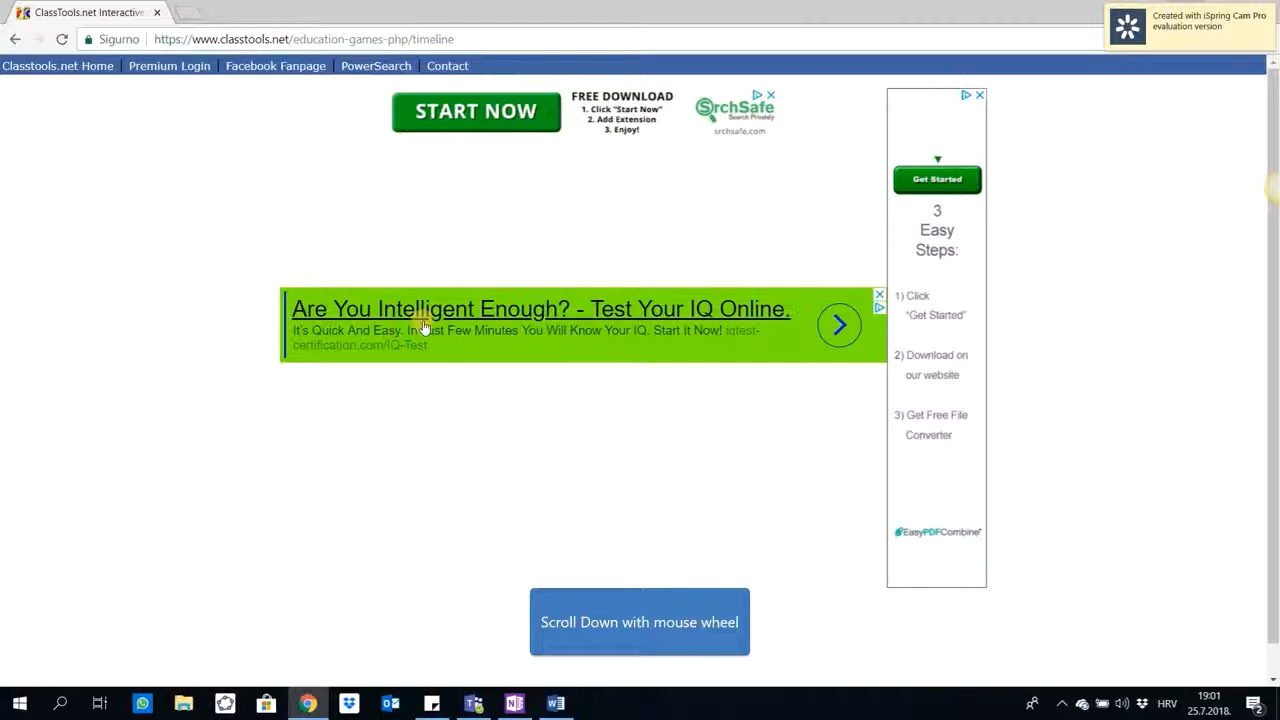 ClassTools.net Interactive
Created with iSpring Cam Pro
evaluation version
Sigurno
https://www.classtools.net/education-games-php/timeline
Classtools.net Home
Premium Login
Facebook Fanpage
PowerSearch
Contact
START NOW
FREE DOWNLOAD
1. Click "Start Now"
2. Add Extension
3. Enjoy!
SrchSafe
Search Privately
srchsafe.com
Get Started
3
Easy
Steps:
1) Click
"Get Started"
2) Download on
our website
3) Get Free File
Converter
EasyPDFCombine
Are You Intelligent Enough? - Test Your IQ Online.
It's Quick And Easy. In Just Few Minutes You Will Know Your IQ. Start It Now! iqtest-
certification.com/IQ-Test
Scroll Down with mouse wheel
HRV
19:01
25.7.2018.
2